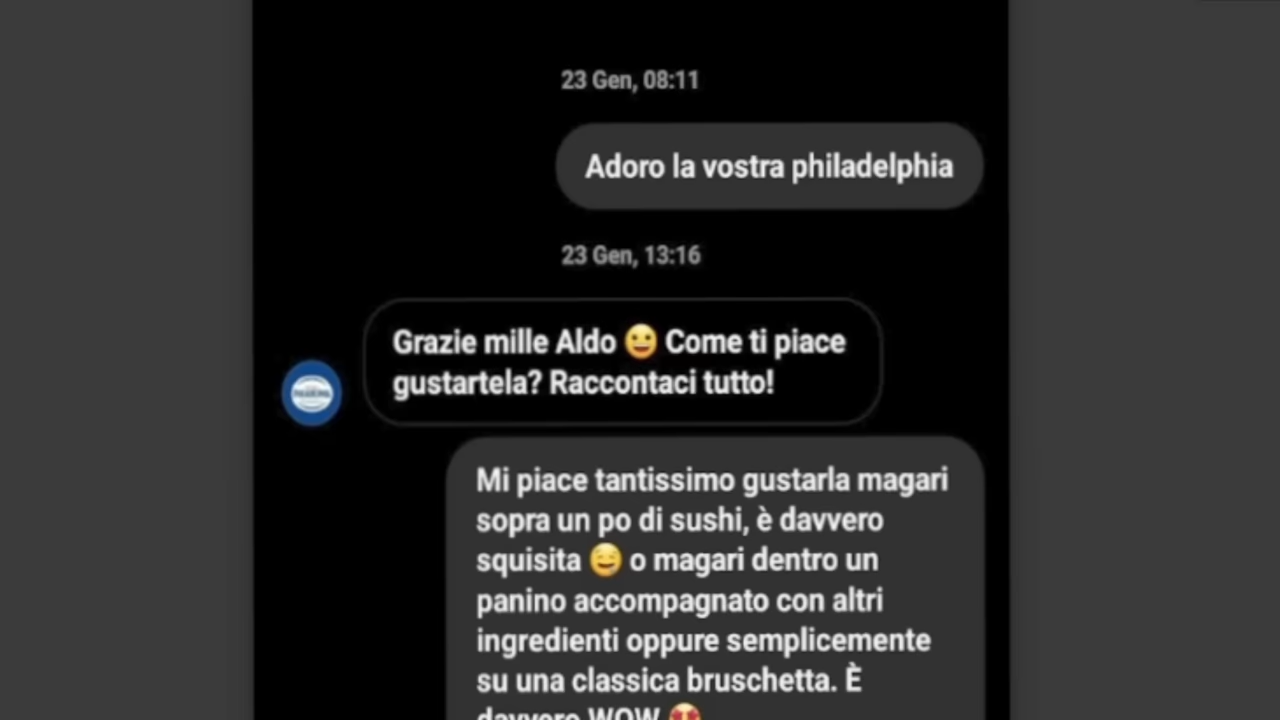 23 Gen, 08:11
Adoro la vostra philadelphia
23 Gen, 13:16
Grazie mille Aldo 😀 Come ti piace
gustartela? Raccontaci tutto!
Mi piace tantissimo gustarla magari
sopra un po di sushi, è davvero
squisita 😄 o magari dentro un
panino accompagnato con altri
ingredienti oppure semplicemente
su una classica bruschetta. È
davvero WOW 🤩